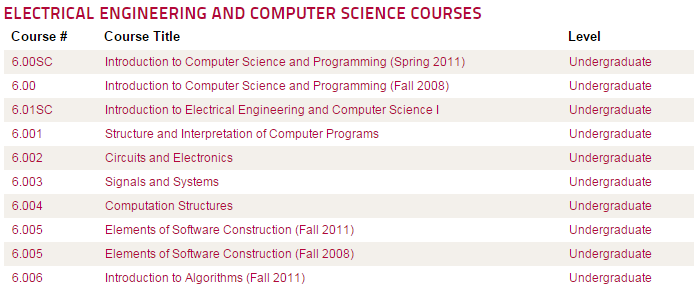 ELECTRICAL ENGINEERING AND COMPUTER SCIENCE COURSES
Course # Course Title Level
6.00SC Introduction to Computer Science and Programming (Spring 2011) Undergraduate
6.00 Introduction to Computer Science and Programming (Fall 2008) Undergraduate
6.01SC Introduction to Electrical Engineering and Computer Science I Undergraduate
6.001 Structure and Interpretation of Computer Programs Undergraduate
6.002 Circuits and Electronics Undergraduate
6.003 Signals and Systems Undergraduate
6.004 Computation Structures Undergraduate
6.005 Elements of Software Construction (Fall 2011) Undergraduate
6.005 Elements of Software Construction (Fall 2008) Undergraduate
6.006 Introduction to Algorithms (Fall 2011) Undergraduate